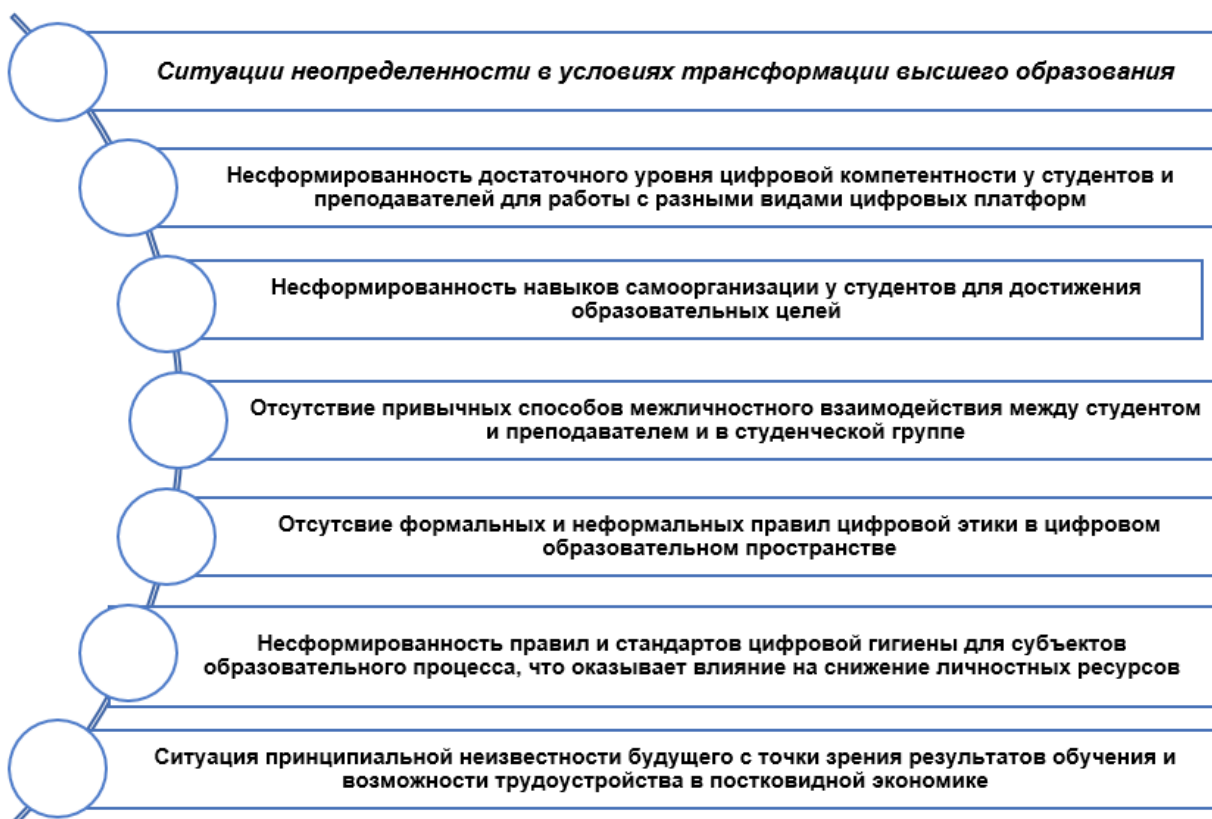 Ситуации неопределенности в условиях трансформации высшего образования
Несформированность достаточного уровня цифровой компетентности у студентов и
преподавателей для работы с разными видами цифровых платформ
Несформированность навыков самоорганизации у студентов для достижения
образовательных целей
Отсутствие привычных способов межличностного взаимодействия между студентом
и преподавателем и в студенческой группе
Отсутсвие формальных и неформальных правил цифровой этики в цифровом
образовательном пространстве
Несформированность правил и стандартов цифровой гигиены для субъектов
образовательного процесса, что оказывает влияние на снижение личностных ресурсов
Ситуация принципиальной неизвестности будущего с точки зрения результатов обучения и
возможности трудоустройства в постковидной экономике